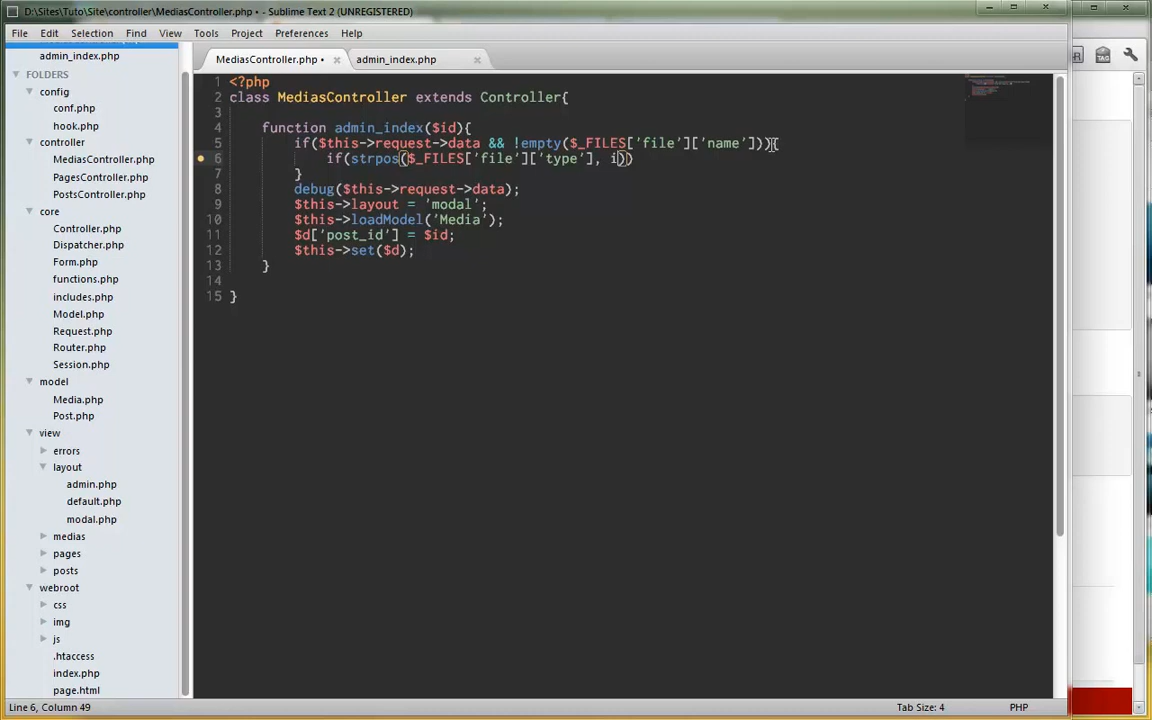 D:\Sites\Tuto\Site\controller\MediasController.php • - Sublime Text 2 (UNREGISTERED)
File Edit Selection Find View Goto Tools Project Preferences Help
admin_index.php
FOLDERS
config
conf.php
hook.php
controller
MediasController.php
PagesController.php
PostsController.php
core
Controller.php
Dispatcher.php
Form.php
functions.php
includes.php
Model.php
Request.php
Router.php
Session.php
model
Media.php
Post.php
view
errors
layout
admin.php
default.php
modal.php
medias
pages
posts
webroot
css
img
js
.htaccess
index.php
page.html
MediasController.php •
admin_index.php
1 <?php
2 class MediasController extends Controller{
3
4 function admin_index($id){
5 if($this->request->data && !empty($_FILES['file']['name'])){
6 if(strpos($_FILES['file']['type'], i))
7 }
8 debug($this->request->data);
9 $this->layout = 'modal';
10 $this->loadModel('Media');
11 $d['post_id'] = $id;
12 $this->set($d);
13 }
14
15 }
Line 6, Column 49
Tab Size: 4
PHP